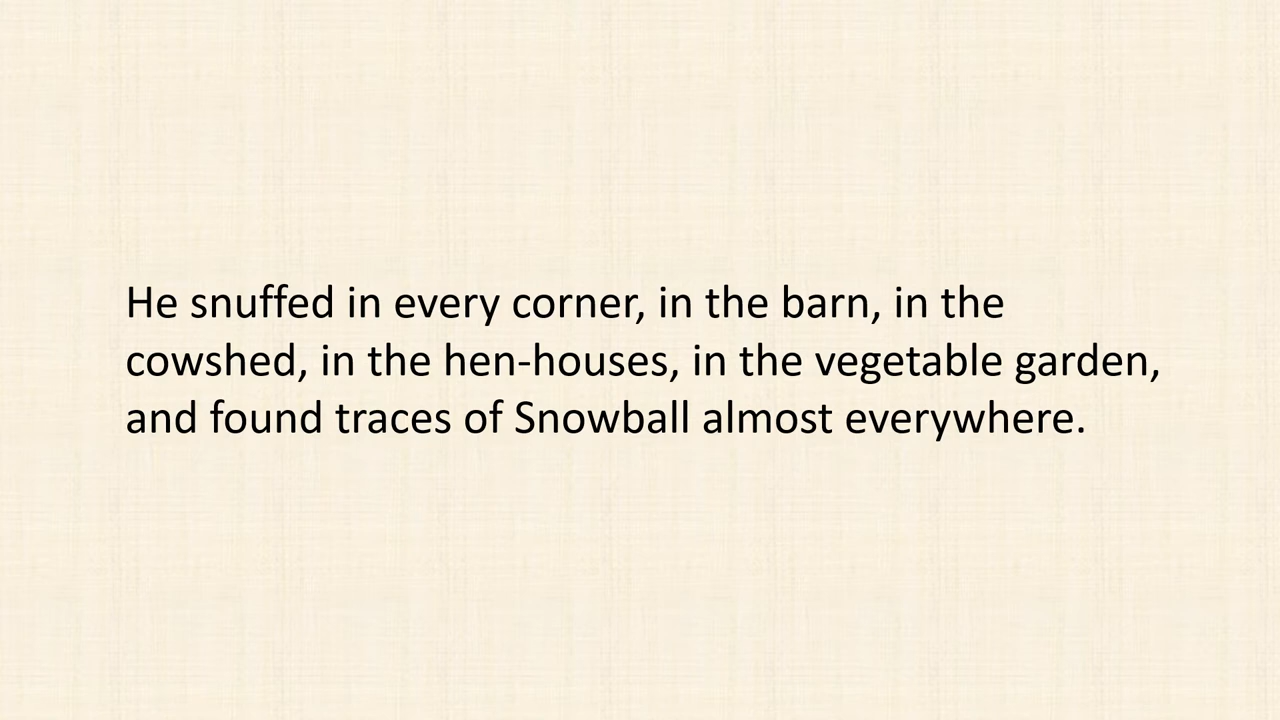 He snuffed in every corner, in the barn, in the
cowshed, in the hen-houses, in the vegetable garden,
and found traces of Snowball almost everywhere.